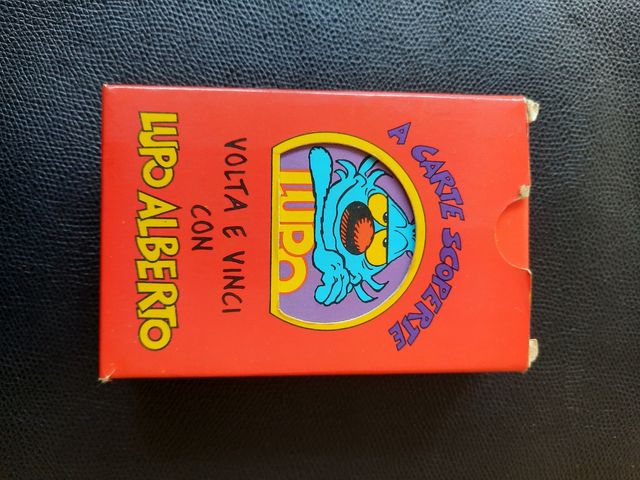 A CARTE SCOPERTE
LUPO
VOLTA E VINCI
CON
LUPO ALBERTO